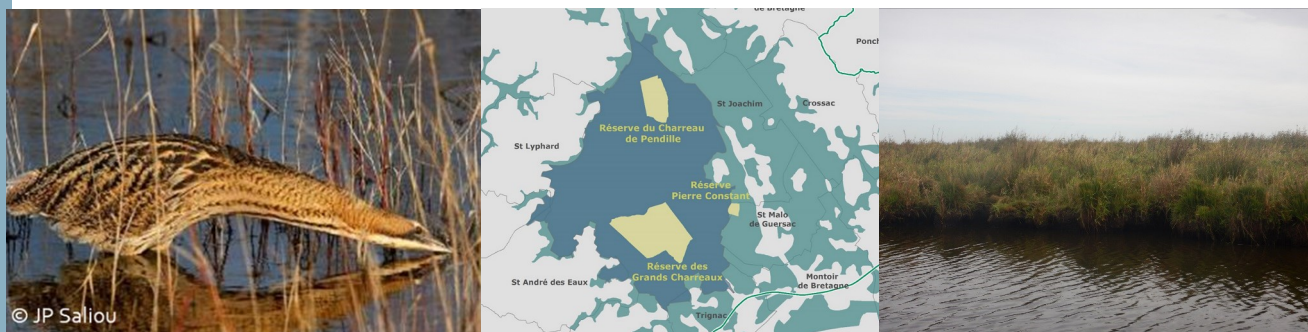 © JP Saliou
de Bretagne
Ponch
St Joachim
Crossac
Réserve du Charreau
de Pendille
St Lyphard
Réserve
Pierre Constant
St Malo
de Guersac
Réserve des
Grands Charreaux
St André des Eaux
Montoir
de Bretagne
Trignac